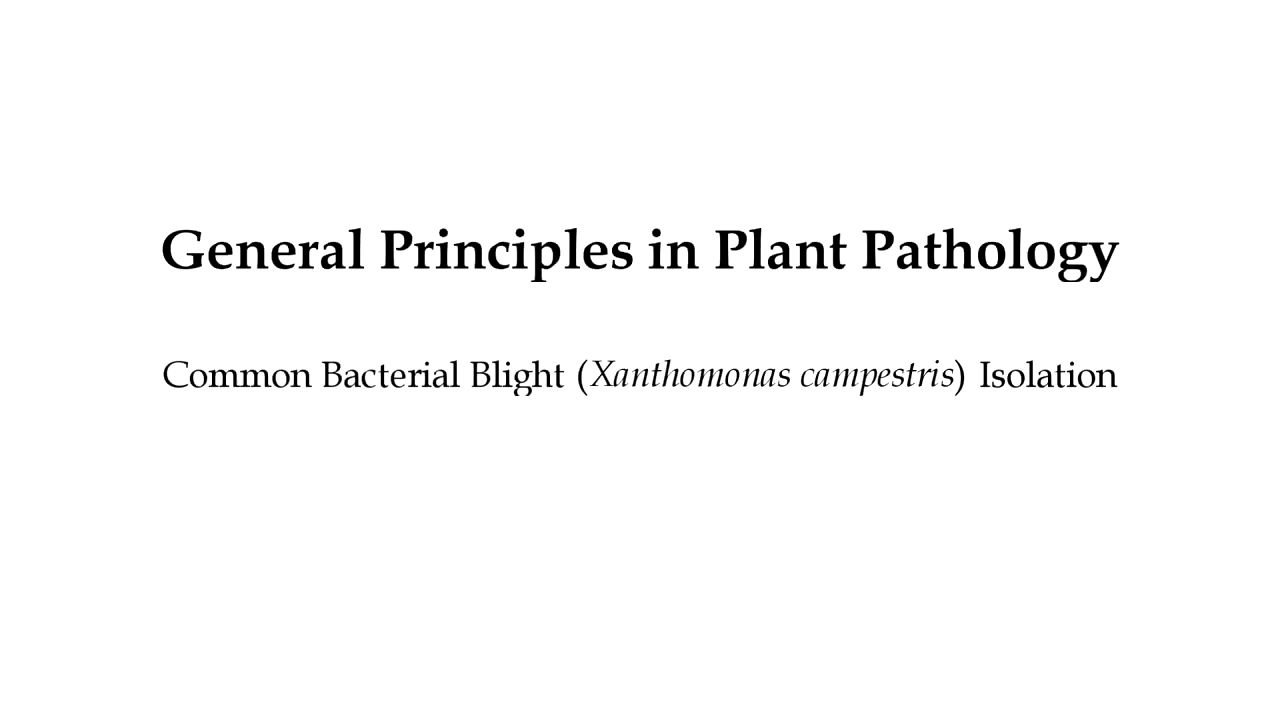 General Principles in Plant Pathology
Common Bacterial Blight (Xanthomonas campestris) Isolation